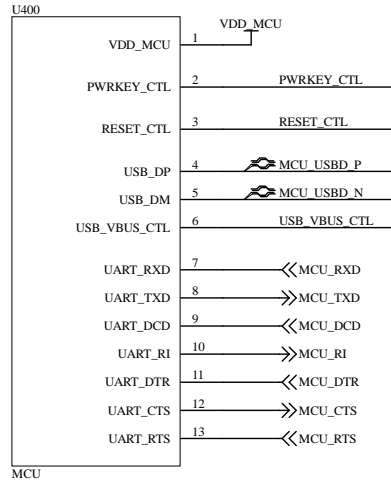 U400
VDD_MCU
VDD_MCU 1
PWRKEY_CTL 2 PWRKEY_CTL
RESET_CTL 3 RESET_CTL
USB_DP 4 MCU_USBD_P
USB_DM 5 MCU_USBD_N
USB_VBUS_CTL 6 USB_VBUS_CTL
UART_RXD 7 MCU_RXD
UART_TXD 8 MCU_TXD
UART_DCD 9 MCU_DCD
UART_RI 10 MCU_RI
UART_DTR 11 MCU_DTR
UART_CTS 12 MCU_CTS
UART_RTS 13 MCU_RTS
MCU